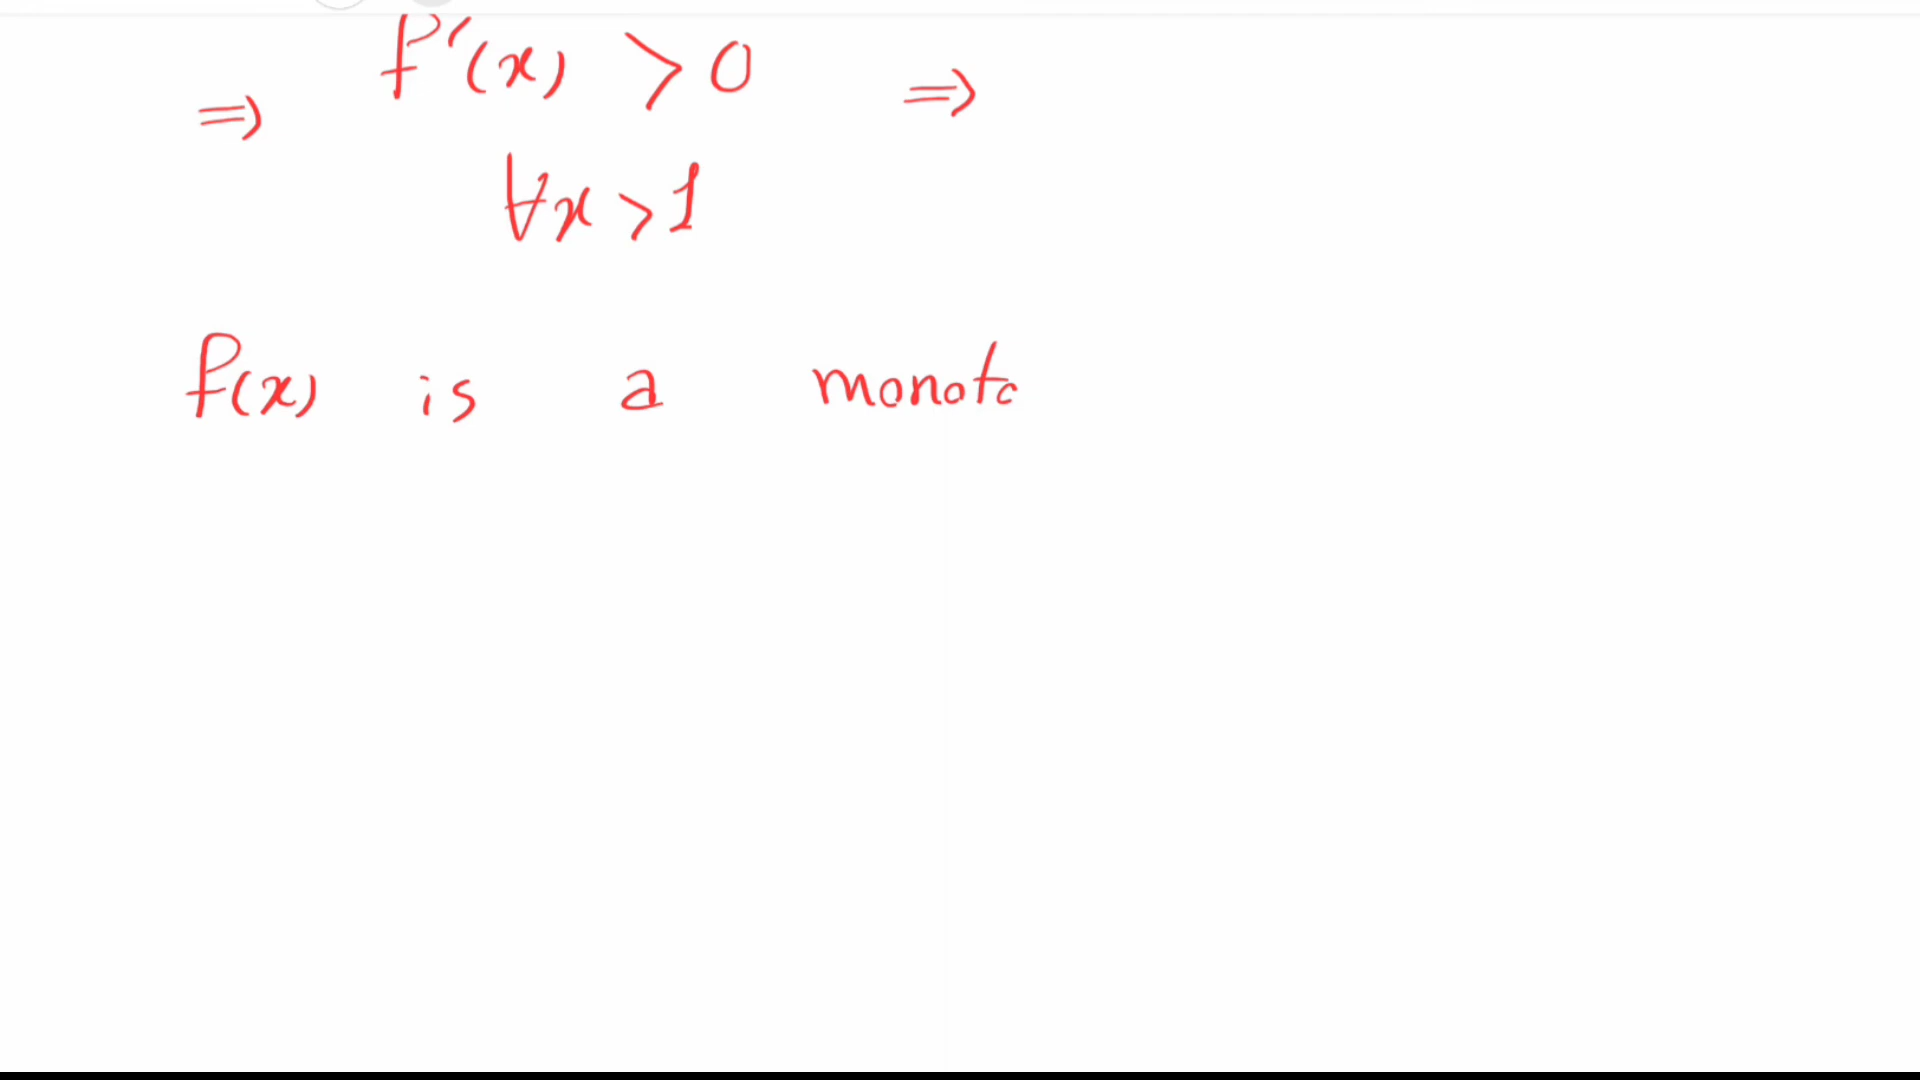 ⇒ f'(x) > 0 ⇒
∀x > 1
f(x) is a monoto